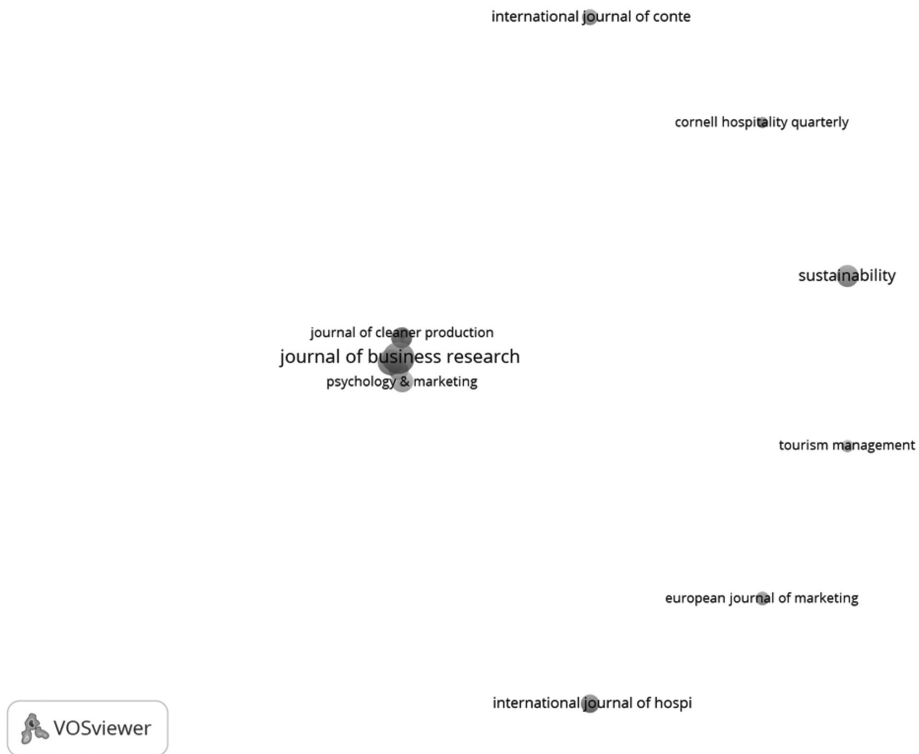 international journal of conte
cornell hospitality quarterly
sustainability
journal of cleaner production
journal of business research
psychology & marketing
tourism management
european journal of marketing
international journal of hospi
VOSviewer